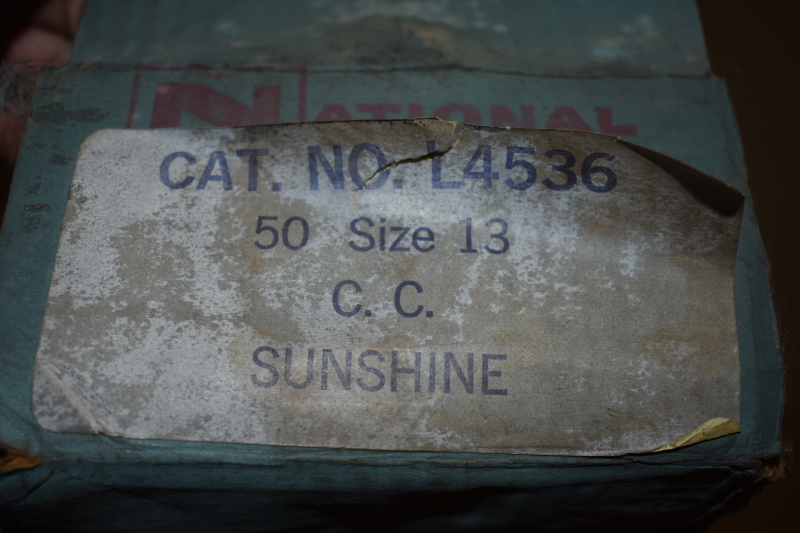 NATIONAL
CAT. NO. L4536
50 Size 13
C. C.
SUNSHINE